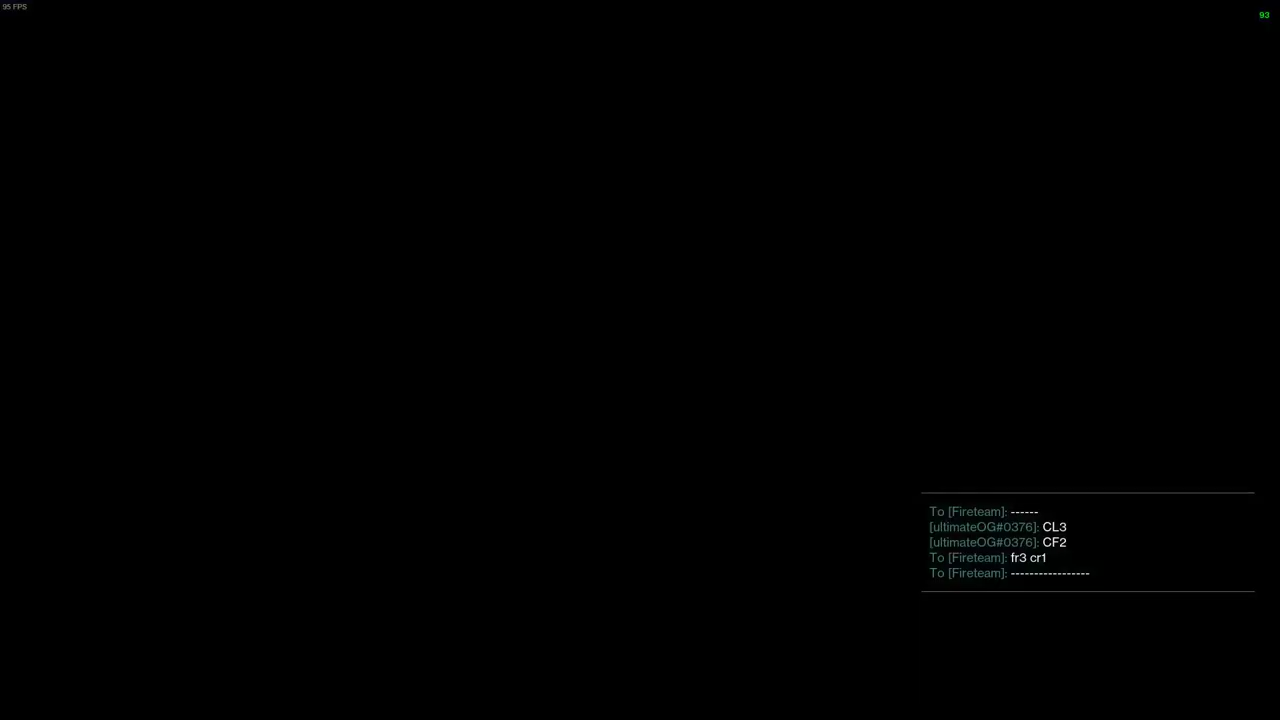 95 FPS
93
To [Fireteam]: ------
[ultimateOG#0376]: CL3
[ultimateOG#0376]: CF2
To [Fireteam]: fr3 cr1
To [Fireteam]: -----------------